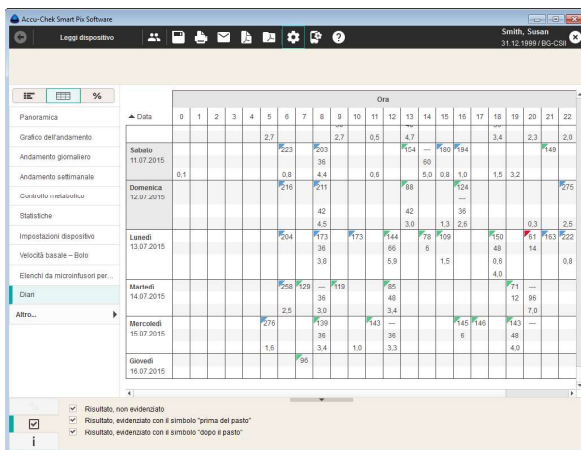 Accu-Chek Smart Pix Software
Leggi dispositivo
Smith, Susan
31.12.1999 / BG-CSII
%
Ora
Data 0 1 2 3 4 5 6 7 8 9 10 11 12 13 14 15 16 17 18 19 20 21 22
2,7 2,7 0,5 4,7 3,4 2,3 2,0
Sabato 223 203 154 — 180 194 149
11.07.2015 36 60
0,1 0,8 4,4 0,6 5,0 0,8 1,0 1,5 3,2
Domenica 216 211 88 124 275
12.07.2015 —
42 42 36
4,5 3,0 1,3 2,6 0,3 2,5
Lunedì 204 173 173 144 78 109 150 61 163 222
13.07.2015 36 66 6 48 14
3,8 5,9 1,5 0,6 0,8
4,0
Martedì 258 129 — 119 85 71 —
14.07.2015 36 48 12 96
2,5 3,0 3,4 7,0
Mercoledì 276 139 143 — 145 146 143 —
15.07.2015 36 36 6 48
1,6 3,4 1,0 3,3 4,0
Giovedì 96
16.07.2015
Panoramica
Grafico dell'andamento
Andamento giornaliero
Andamento settimanale
Controllo metabolico
Statistiche
Impostazioni dispositivo
Velocità basale – Bolo
Elenchi da microinfusori per...
Diari
Altro...
Risultato, non evidenziato
Risultato, evidenziato con il simbolo "prima del pasto"
Risultato, evidenziato con il simbolo "dopo il pasto"
i